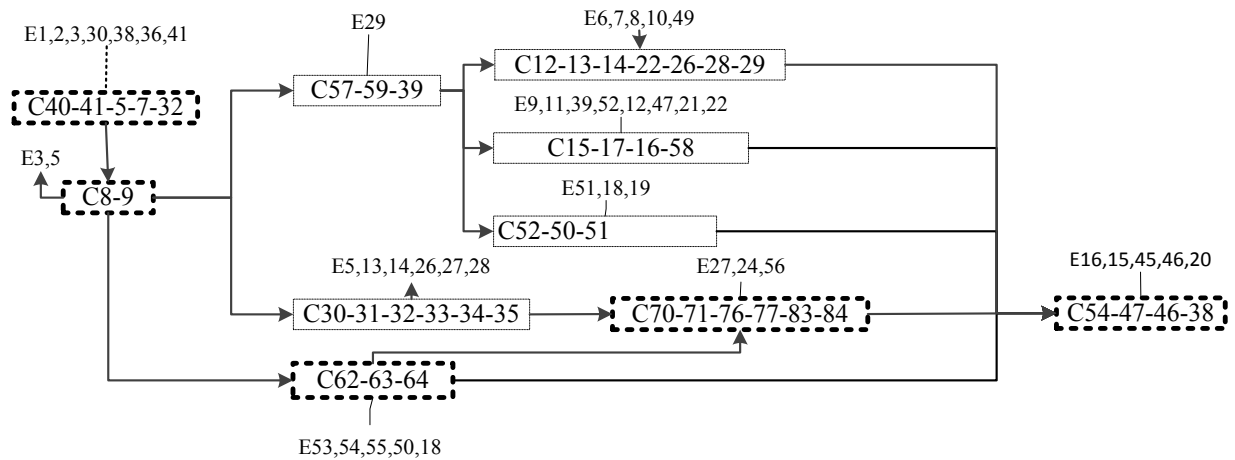 E1,2,3,30,38,36,41
C40-41-5-7-32
E3,5
C8-9
E29
C57-59-39
E6,7,8,10,49
C12-13-14-22-26-28-29
E9,11,39,52,12,47,21,22
C15-17-16-58
E51,18,19
C52-50-51
E5,13,14,26,27,28
C30-31-32-33-34-35
E27,24,56
C70-71-76-77-83-84
E16,15,45,46,20
C54-47-46-38
C62-63-64
E53,54,55,50,18